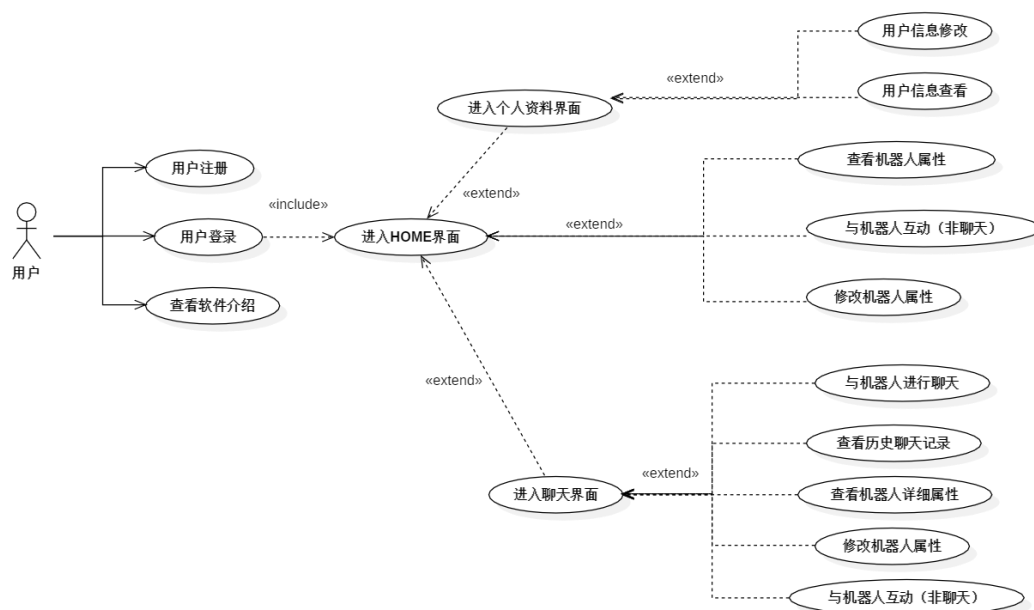 用户信息修改
«extend»
用户信息查看
进入个人资料界面
查看机器人属性
用户注册
«include»
«extend»
«extend»
与机器人互动（非聊天）
用户登录
进入HOME界面
用户
查看软件介绍
修改机器人属性
«extend»
与机器人进行聊天
查看历史聊天记录
«extend»
进入聊天界面
查看机器人详细属性
修改机器人属性
与机器人互动（非聊天）